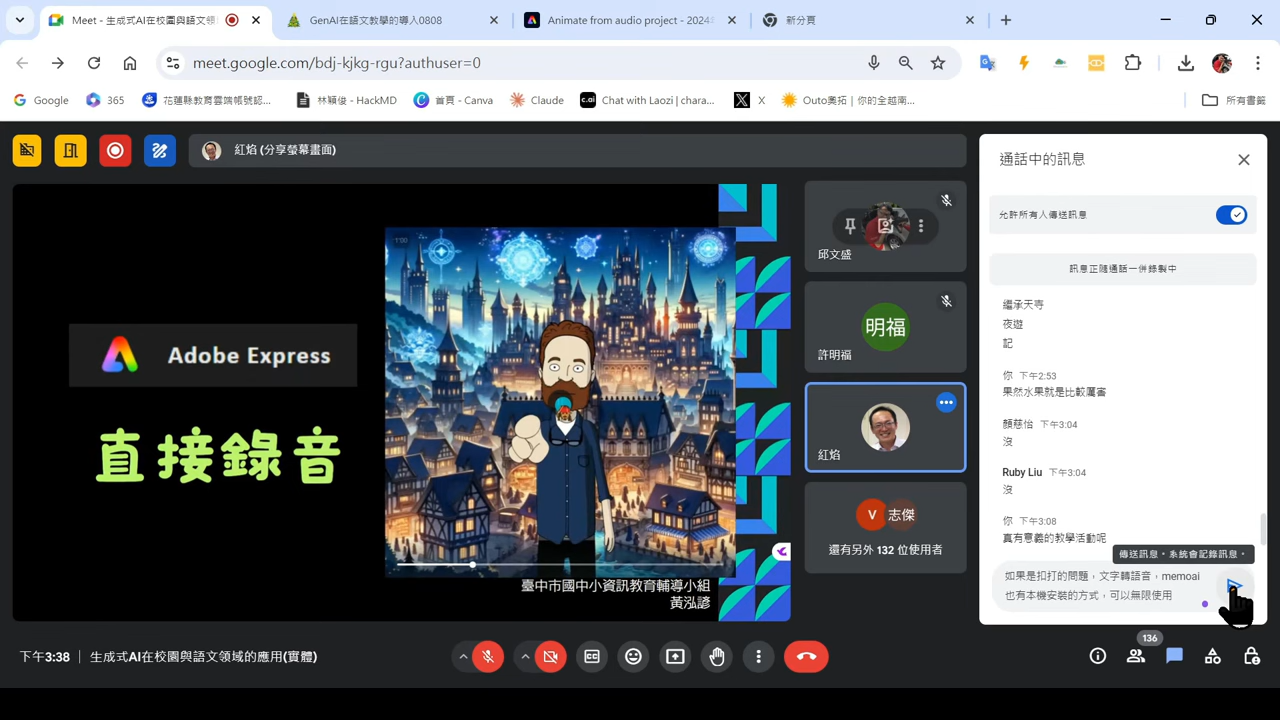 Meet - 生成式AI在校園與語文領
GenAI在語文教學的導入0808
Animate from audio project - 2024
新分頁
meet.google.com/bdj-kjkg-rgu?authuser=0
Google
365
花蓮縣教育雲端帳號認...
林穎俊 - HackMD
首頁 - Canva
Claude
c.ai
Chat with Laozi | chara...
X
Outo奧拓｜你的全越南...
所有書籤
紅焰 (分享螢幕畫面)
1:00
Adobe Express
直接錄音
臺中市國中小資訊教育輔導小組
黃泓諺
邱文盛
明福
許明福
紅焰
V
志傑
還有另外 132 位使用者
通話中的訊息
允許所有人傳送訊息
訊息正隨通話一併錄製中
繼承天寺
夜遊
記
你 下午2:53
果然水果就是比較厲害
顏慈怡 下午3:04
沒
Ruby Liu 下午3:04
沒
你 下午3:08
真有意義的教學活動呢
傳送訊息。系統會記錄訊息。
如果是扣打的問題，文字轉語音，memoai
也有本機安裝的方式，可以無限使用
下午3:38
生成式AI在校園與語文領域的應用(實體)
136